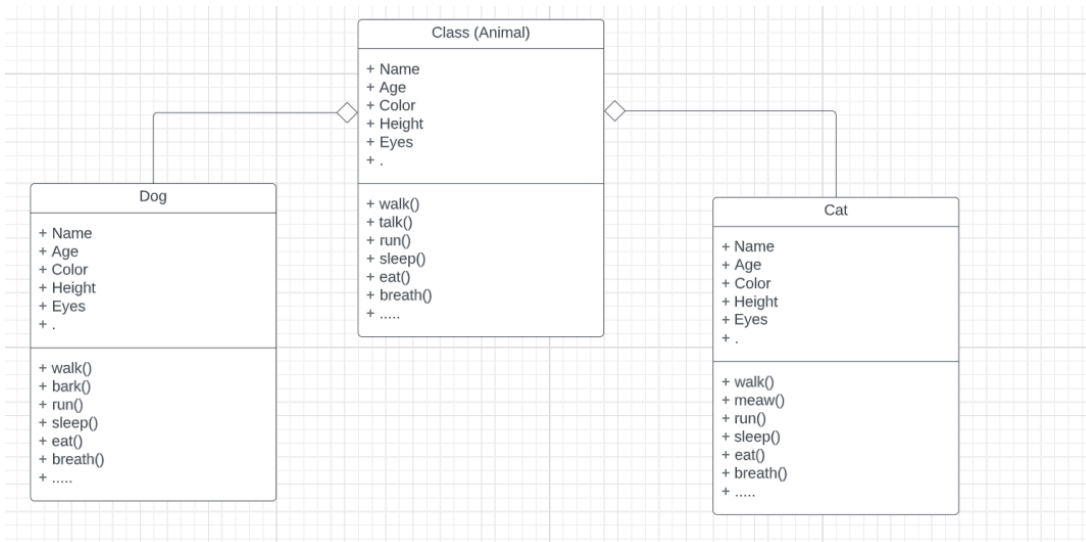 Class (Animal)
+ Name
+ Age
+ Color
+ Height
+ Eyes
+ .
+ walk()
+ talk()
+ run()
+ sleep()
+ eat()
+ breath()
+ .....
Dog
+ Name
+ Age
+ Color
+ Height
+ Eyes
+ .
+ walk()
+ bark()
+ run()
+ sleep()
+ eat()
+ breath()
+ .....
Cat
+ Name
+ Age
+ Color
+ Height
+ Eyes
+ .
+ walk()
+ meaw()
+ run()
+ sleep()
+ eat()
+ breath()
+ .....